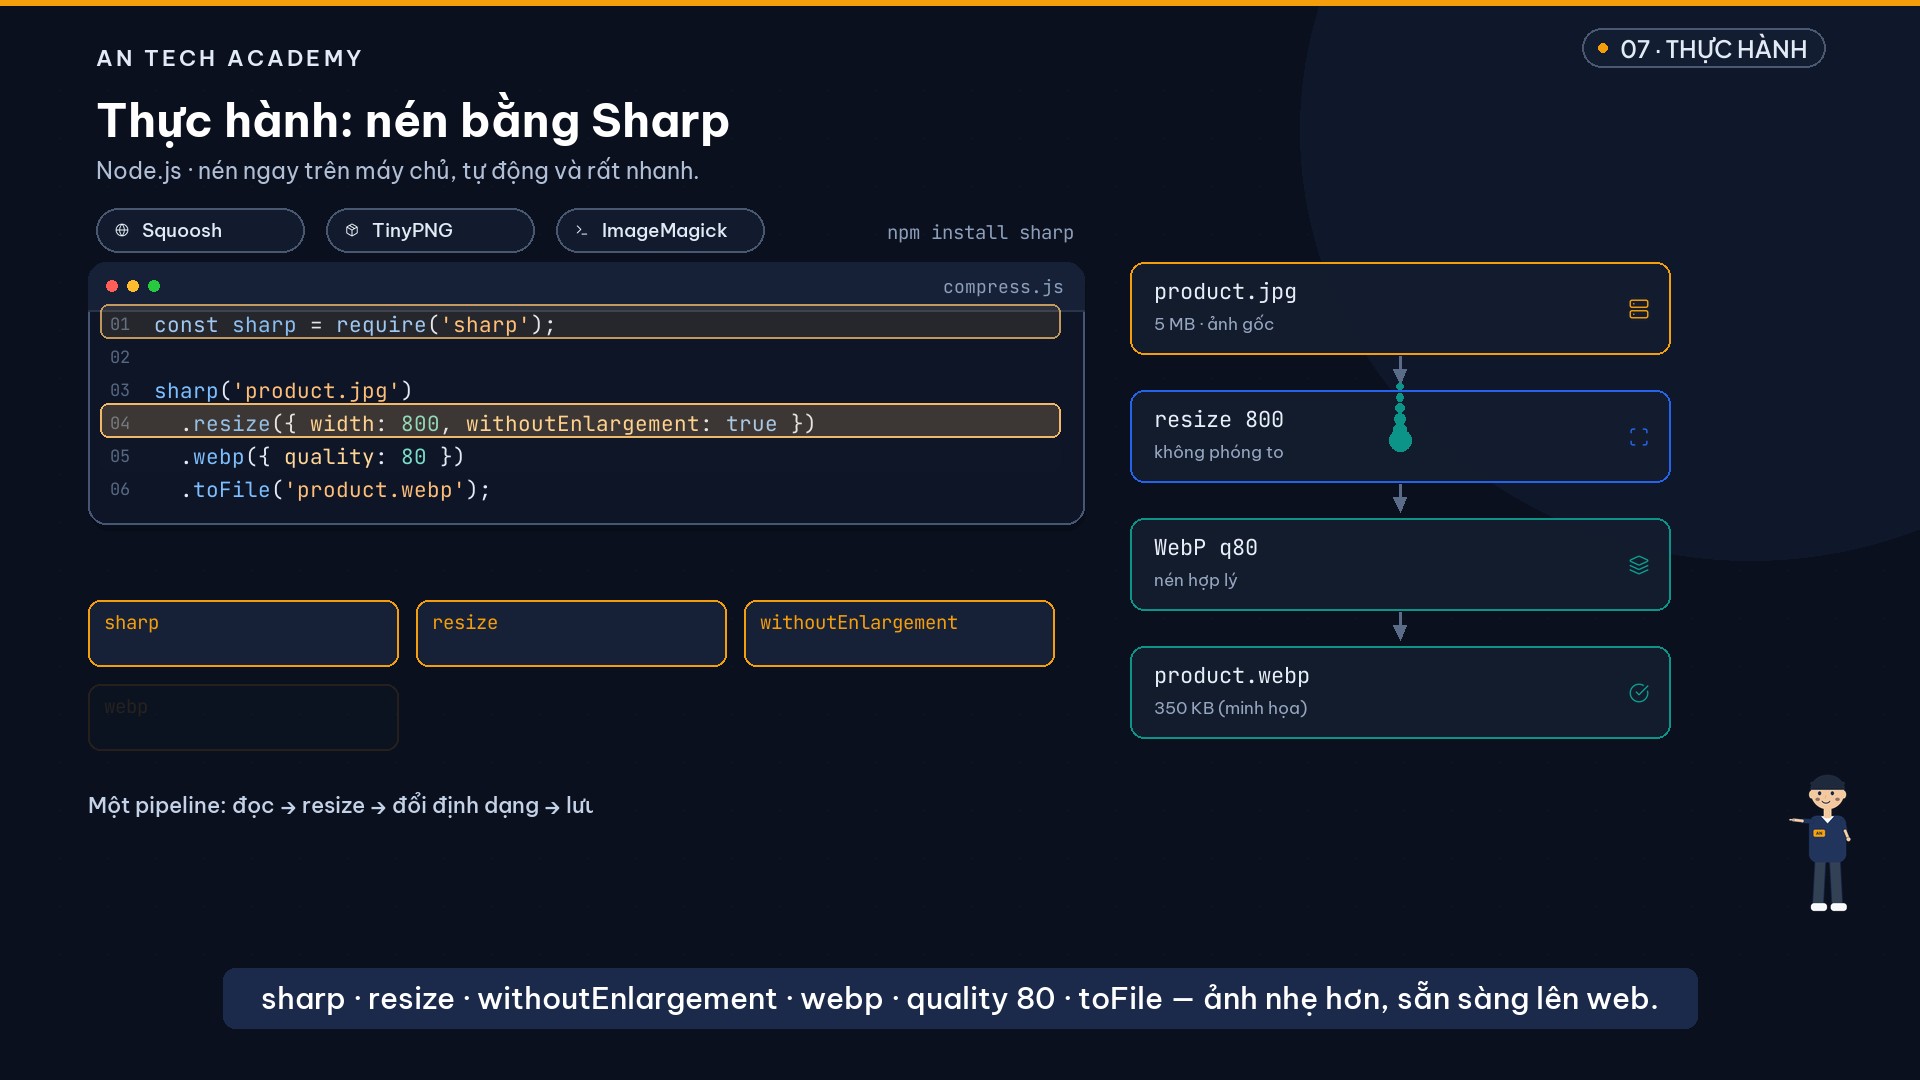 AN TECH ACADEMY
07 · THỰC HÀNH
Thực hành: nén bằng Sharp
Node.js · nén ngay trên máy chủ, tự động và rất nhanh.
Squoosh
TinyPNG
ImageMagick
npm install sharp
compress.js
01 const sharp = require('sharp');
02
03 sharp('product.jpg')
04 .resize({ width: 800, withoutEnlargement: true })
05 .webp({ quality: 80 })
06 .toFile('product.webp');
product.jpg
5 MB · ảnh gốc
resize 800
không phóng to
WebP q80
nén hợp lý
product.webp
350 KB (minh họa)
sharp
resize
withoutEnlargement
webp
Một pipeline: đọc → resize → đổi định dạng → lưu
AN
sharp · resize · withoutEnlargement · webp · quality 80 · toFile — ảnh nhẹ hơn, sẵn sàng lên web.